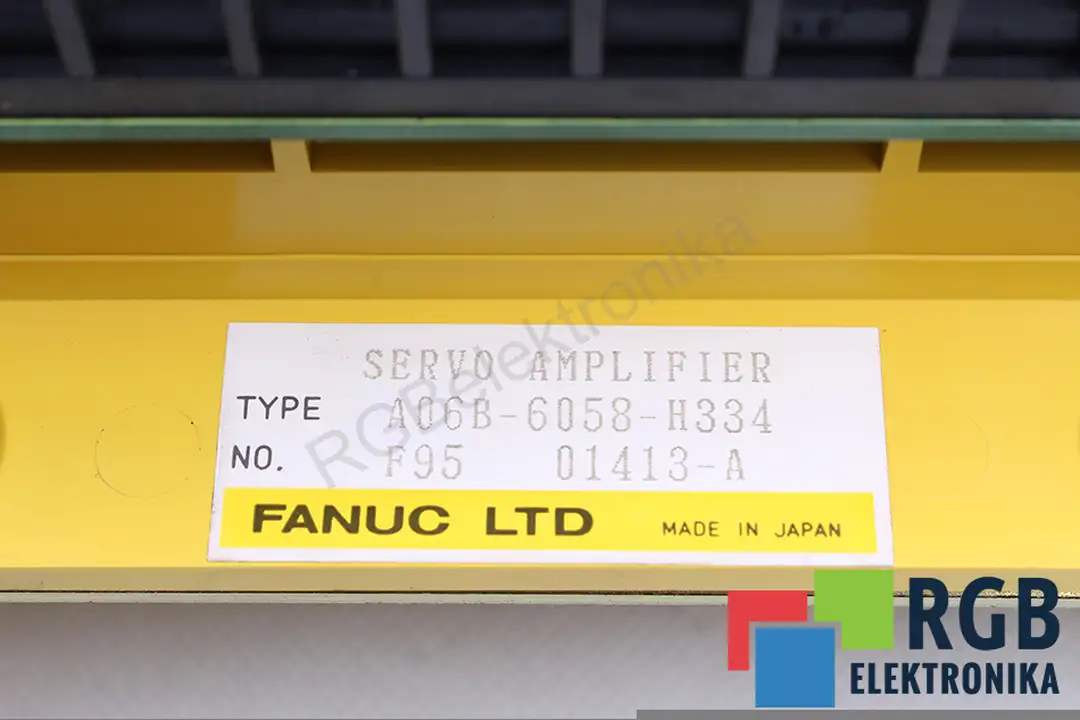 SERVO AMPLIFIER
TYPE A06B-6058-H334
NO. F95 01413-A
FANUC LTD MADE IN JAPAN
RGBelektronika
RGB
ELEKTRONIKA